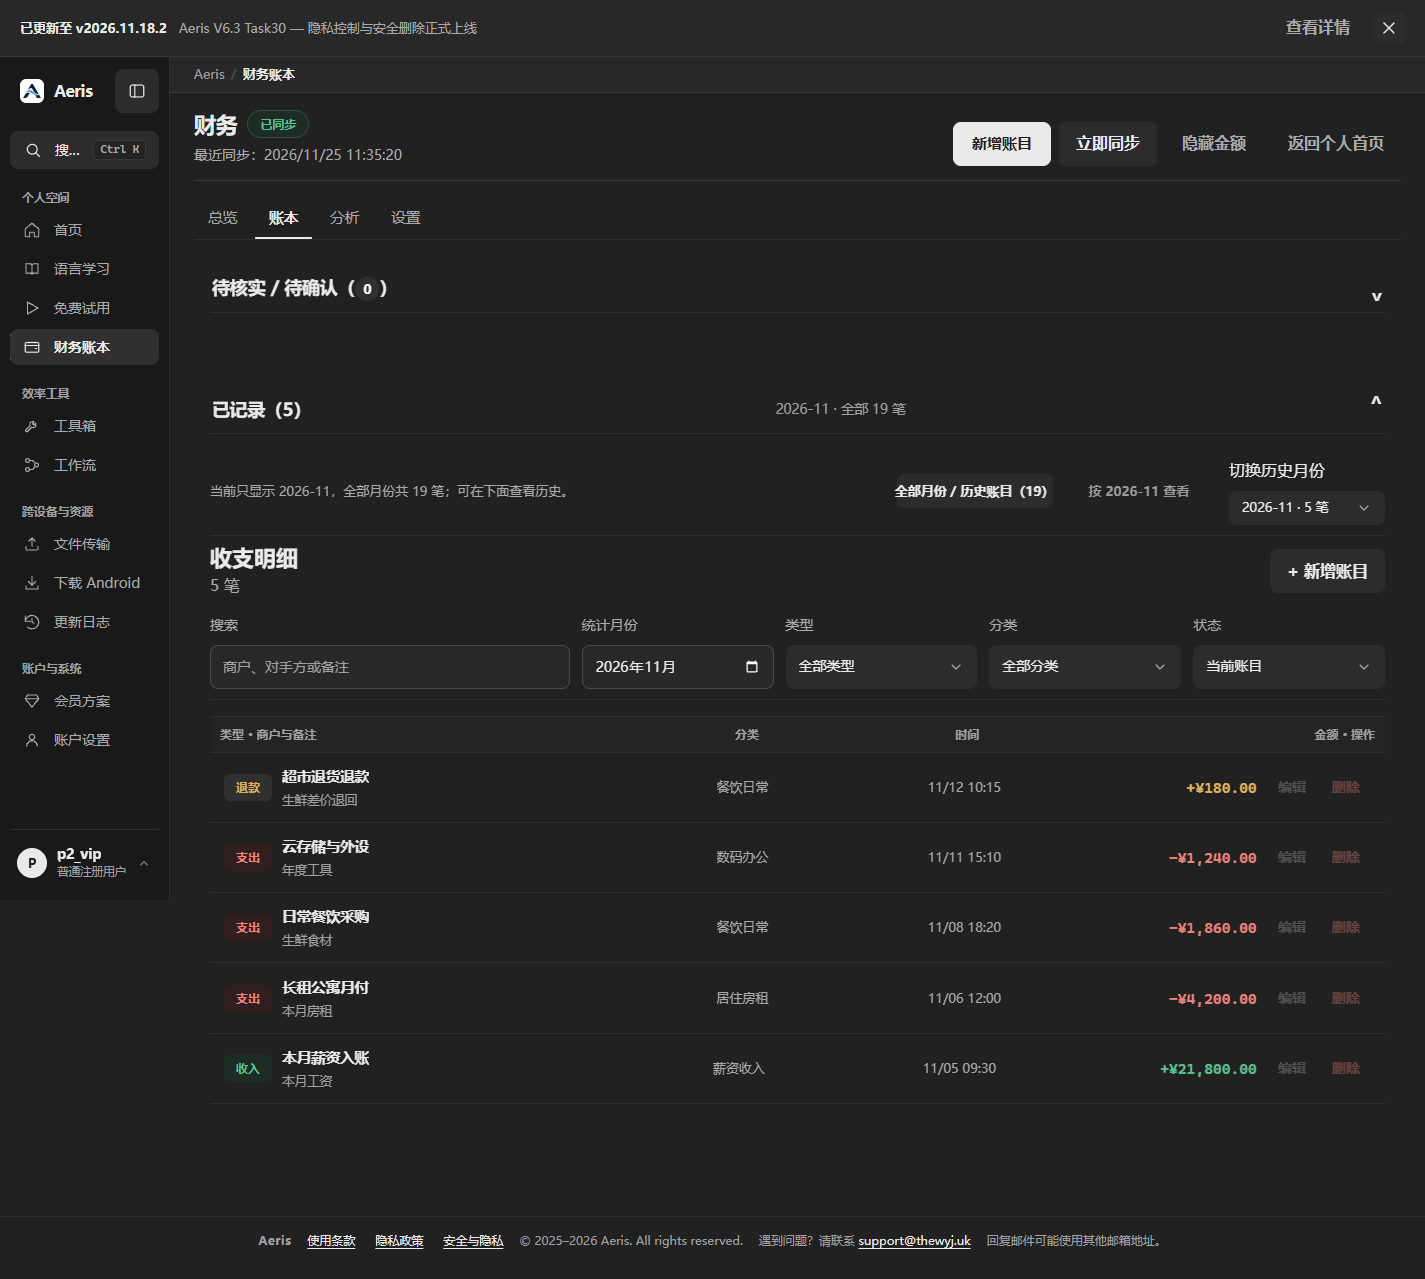 已更新至 v2026.11.18.2 Aeris V6.3 Task30 — 隐私控制与安全删除正式上线 查看详情
Aeris
搜... Ctrl K
个人空间
首页
语言学习
免费试用
财务账本
效率工具
工具箱
工作流
跨设备与资源
文件传输
下载 Android
更新日志
账户与系统
会员方案
账户设置
P p2_vip
普通注册用户
Aeris / 财务账本
财务 已同步
最近同步：2026/11/25 11:35:20
新增账目 立即同步 隐藏金额 返回个人首页
总览 账本 分析 设置
待核实 / 待确认（ 0 ）
已记录（5） 2026-11 · 全部 19 笔
当前只显示 2026-11，全部月份共 19 笔；可在下面查看历史。
全部月份 / 历史账目（19） 按 2026-11 查看
切换历史月份
2026-11 · 5 笔
收支明细
5 笔
+ 新增账目
搜索 统计月份 类型 分类 状态
商户、对手方或备注 2026年11月 全部类型 全部分类 当前账目
类型 • 商户与备注 分类 时间 金额 • 操作
退款 超市退货退款 餐饮日常 11/12 10:15 +¥180.00 编辑 删除
生鲜差价退回
支出 云存储与外设 数码办公 11/11 15:10 −¥1,240.00 编辑 删除
年度工具
支出 日常餐饮采购 餐饮日常 11/08 18:20 −¥1,860.00 编辑 删除
生鲜食材
支出 长租公寓月付 居住房租 11/06 12:00 −¥4,200.00 编辑 删除
本月房租
收入 本月薪资入账 薪资收入 11/05 09:30 +¥21,800.00 编辑 删除
本月工资
Aeris 使用条款 隐私政策 安全与隐私 © 2025–2026 Aeris. All rights reserved. 遇到问题？请联系 support@thewyj.uk 回复邮件可能使用其他邮箱地址。